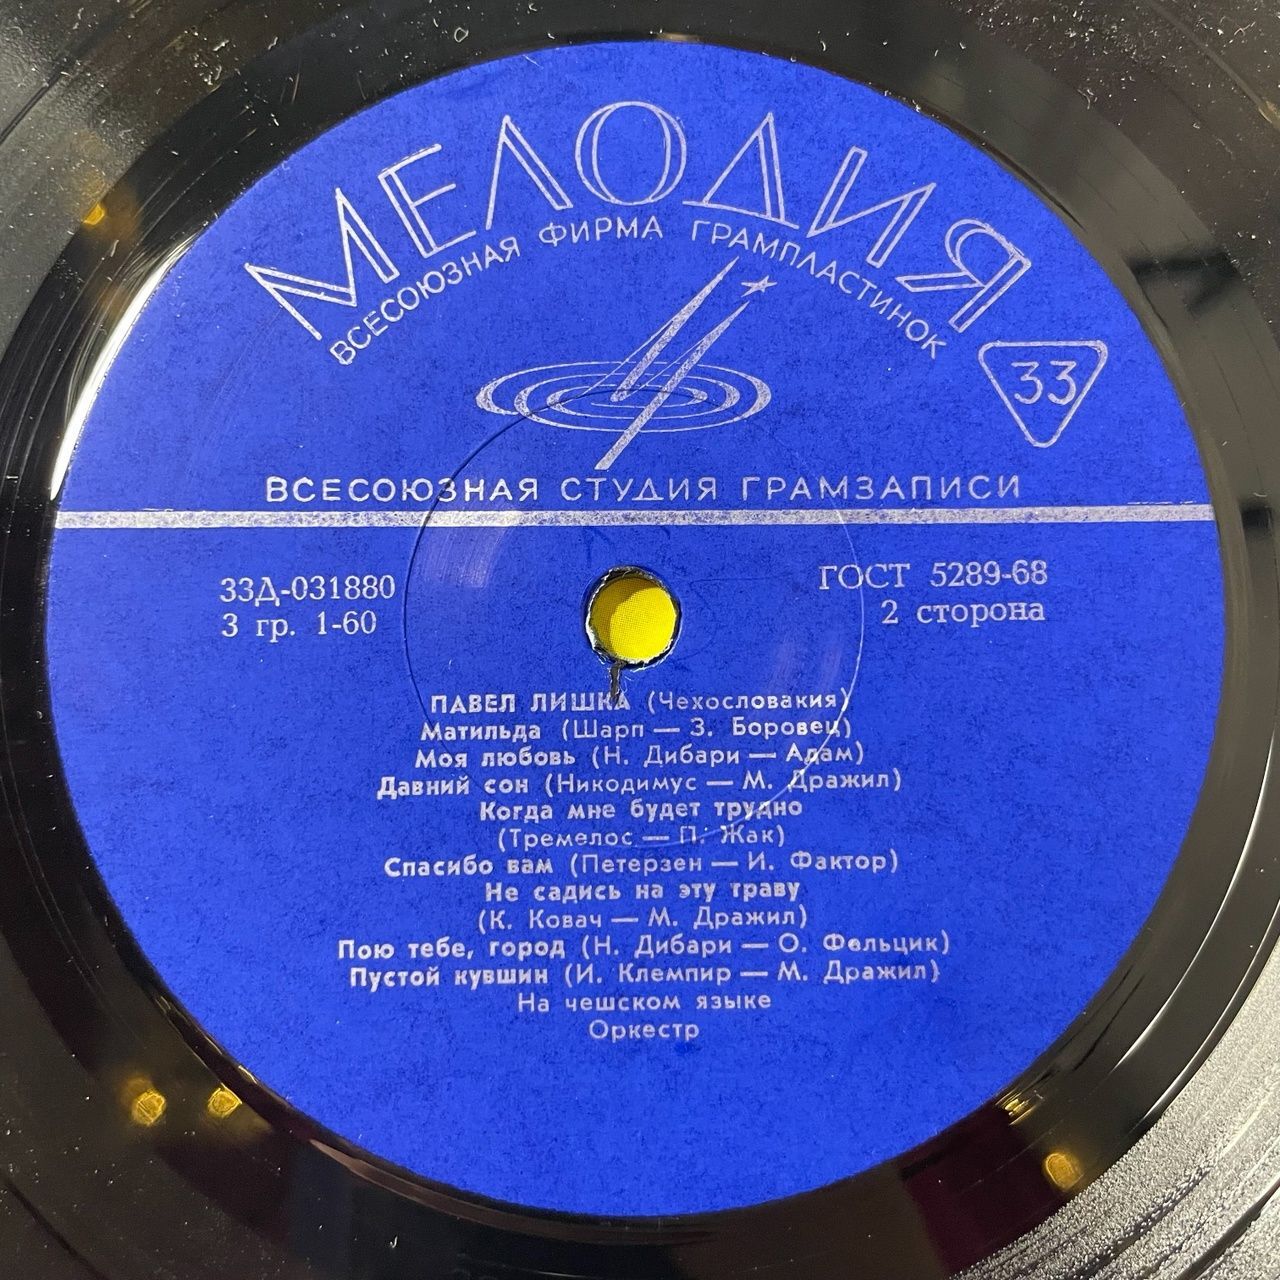 МЕЛОДИЯ
ВСЕСОЮЗНАЯ ФИРМА ГРАМПЛАСТИНОК
33
ВСЕСОЮЗНАЯ СТУДИЯ ГРАМЗАПИСИ
33Д-031880
ГОСТ 5289-68
3 гр. 1-60
2 сторона
ПАВЕЛ ЛИШКА (Чехословакия)
Матильда (Шарп — З. Боровец)
Моя любовь (Н. Дибари — Адам)
Давний сон (Никодимус — М. Дражил)
Когда мне будет трудно
(Тремелос — П. Жак)
Спасибо вам (Петерзен — И. Фактор)
Не садись на эту траву
(К. Ковач — М. Дражил)
Пою тебе, город (Н. Дибари — О. Фельцик)
Пустой кувшин (И. Клемпир — М. Дражил)
На чешском языке
Оркестр